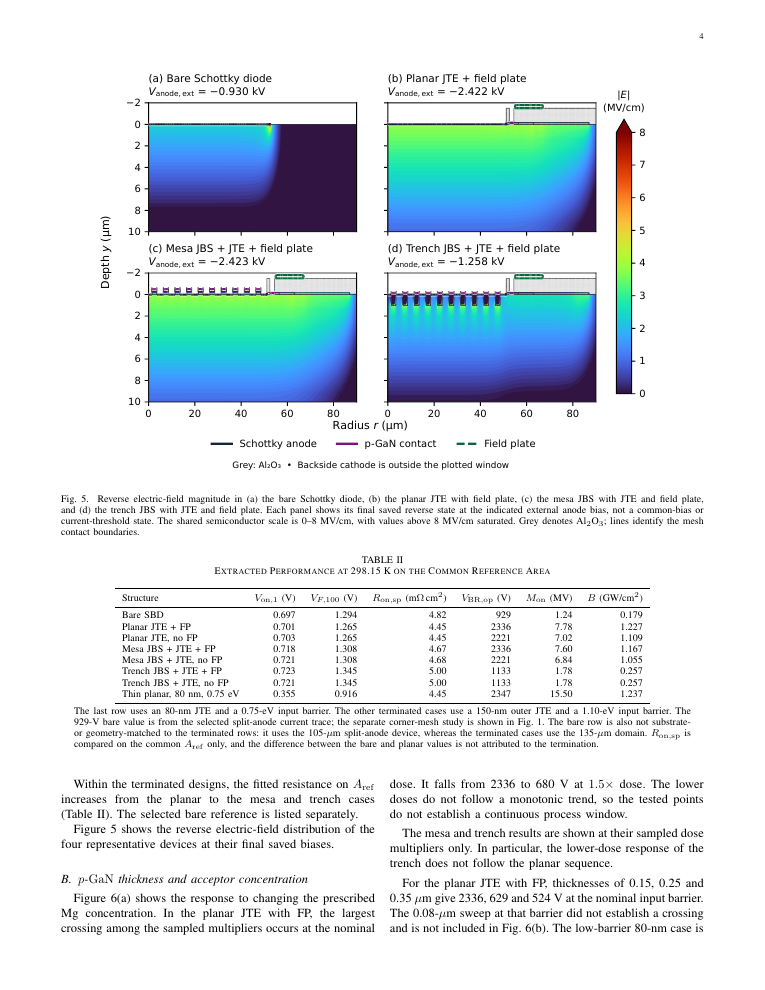 4
(a) Bare Schottky diode
V_anode, ext = −0.930 kV
(b) Planar JTE + field plate
V_anode, ext = −2.422 kV
|E|
(MV/cm)
−2
0
2
4
6
8
10
8
7
6
5
4
3
2
1
0
(c) Mesa JBS + JTE + field plate
V_anode, ext = −2.423 kV
(d) Trench JBS + JTE + field plate
V_anode, ext = −1.258 kV
Depth y (μm)
−2
0
2
4
6
8
10
0 20 40 60 80
0 20 40 60 80
Radius r (μm)
Schottky anode p-GaN contact Field plate
Grey: Al₂O₃ • Backside cathode is outside the plotted window
Fig. 5. Reverse electric-field magnitude in (a) the bare Schottky diode, (b) the planar JTE with field plate, (c) the mesa JBS with JTE and field plate,
and (d) the trench JBS with JTE and field plate. Each panel shows its final saved reverse state at the indicated external anode bias, not a common-bias or
current-threshold state. The shared semiconductor scale is 0–8 MV/cm, with values above 8 MV/cm saturated. Grey denotes Al₂O₃; lines identify the mesh
contact boundaries.
TABLE II
EXTRACTED PERFORMANCE AT 298.15 K ON THE COMMON REFERENCE AREA
Structure V_on,1 (V) V_F,100 (V) R_on,sp (mΩ cm²) V_BR,op (V) M_on (MV) B (GW/cm²)
Bare SBD 0.697 1.294 4.82 929 1.24 0.179
Planar JTE + FP 0.701 1.265 4.45 2336 7.78 1.227
Planar JTE, no FP 0.703 1.265 4.45 2221 7.02 1.109
Mesa JBS + JTE + FP 0.718 1.308 4.67 2336 7.60 1.167
Mesa JBS + JTE, no FP 0.721 1.308 4.68 2221 6.84 1.055
Trench JBS + JTE + FP 0.723 1.345 5.00 1133 1.78 0.257
Trench JBS + JTE, no FP 0.721 1.345 5.00 1133 1.78 0.257
Thin planar, 80 nm, 0.75 eV 0.355 0.916 4.45 2347 15.50 1.237
The last row uses an 80-nm JTE and a 0.75-eV input barrier. The other terminated cases use a 150-nm outer JTE and a 1.10-eV input barrier. The
929-V bare value is from the selected split-anode current trace; the separate corner-mesh study is shown in Fig. 1. The bare row is also not substrate-
or geometry-matched to the terminated rows: it uses the 105-μm split-anode device, whereas the terminated cases use the 135-μm domain. R_on,sp is
compared on the common A_ref only, and the difference between the bare and planar values is not attributed to the termination.
Within the terminated designs, the fitted resistance on A_ref
increases from the planar to the mesa and trench cases
(Table II). The selected bare reference is listed separately.
Figure 5 shows the reverse electric-field distribution of the
four representative devices at their final saved biases.
B. p-GaN thickness and acceptor concentration
Figure 6(a) shows the response to changing the prescribed
Mg concentration. In the planar JTE with FP, the largest
crossing among the sampled multipliers occurs at the nominal
dose. It falls from 2336 to 680 V at 1.5× dose. The lower
doses do not follow a monotonic trend, so the tested points
do not establish a continuous process window.
The mesa and trench results are shown at their sampled dose
multipliers only. In particular, the lower-dose response of the
trench does not follow the planar sequence.
For the planar JTE with FP, thicknesses of 0.15, 0.25 and
0.35 μm give 2336, 629 and 524 V at the nominal input barrier.
The 0.08-μm sweep at that barrier did not establish a crossing
and is not included in Fig. 6(b). The low-barrier 80-nm case is